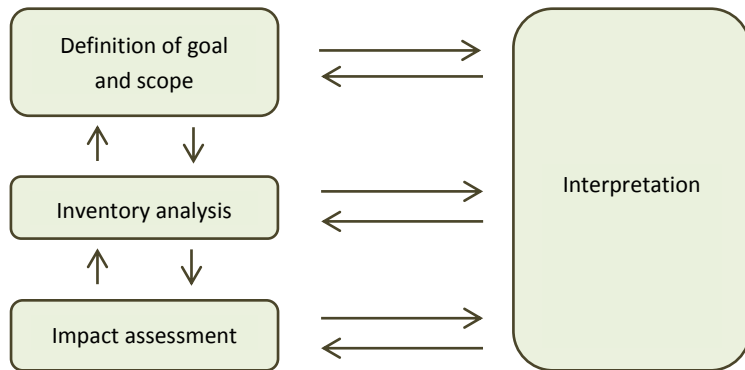 Definition of goal
and scope
Interpretation
Inventory analysis
Impact assessment